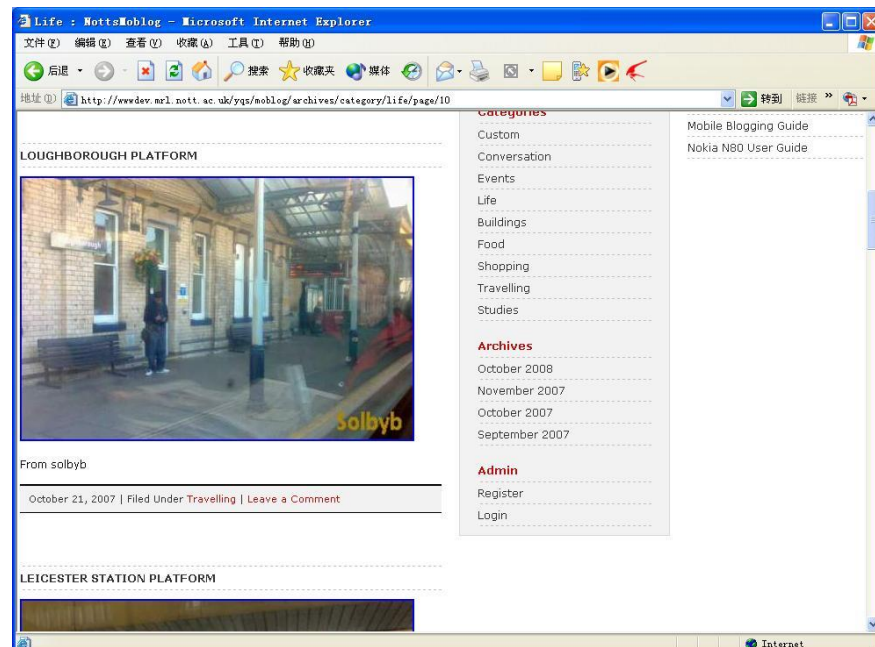 Life : NottsMoblog - Microsoft Internet Explorer
文件(F) 编辑(E) 查看(V) 收藏(A) 工具(T) 帮助(H)
后退 搜索 收藏夹 媒体
地址(D) http://wwwdev.mrl.nott.ac.uk/yqs/moblog/archives/category/life/page/10 转到 链接 »
LOUGHBOROUGH PLATFORM
Solbyb
From solbyb
October 21, 2007 | Filed Under Travelling | Leave a Comment
LEICESTER STATION PLATFORM
Categories
Custom
Conversation
Events
Life
Buildings
Food
Shopping
Travelling
Studies
Archives
October 2008
November 2007
October 2007
September 2007
Admin
Register
Login
Mobile Blogging Guide
Nokia N80 User Guide
Internet